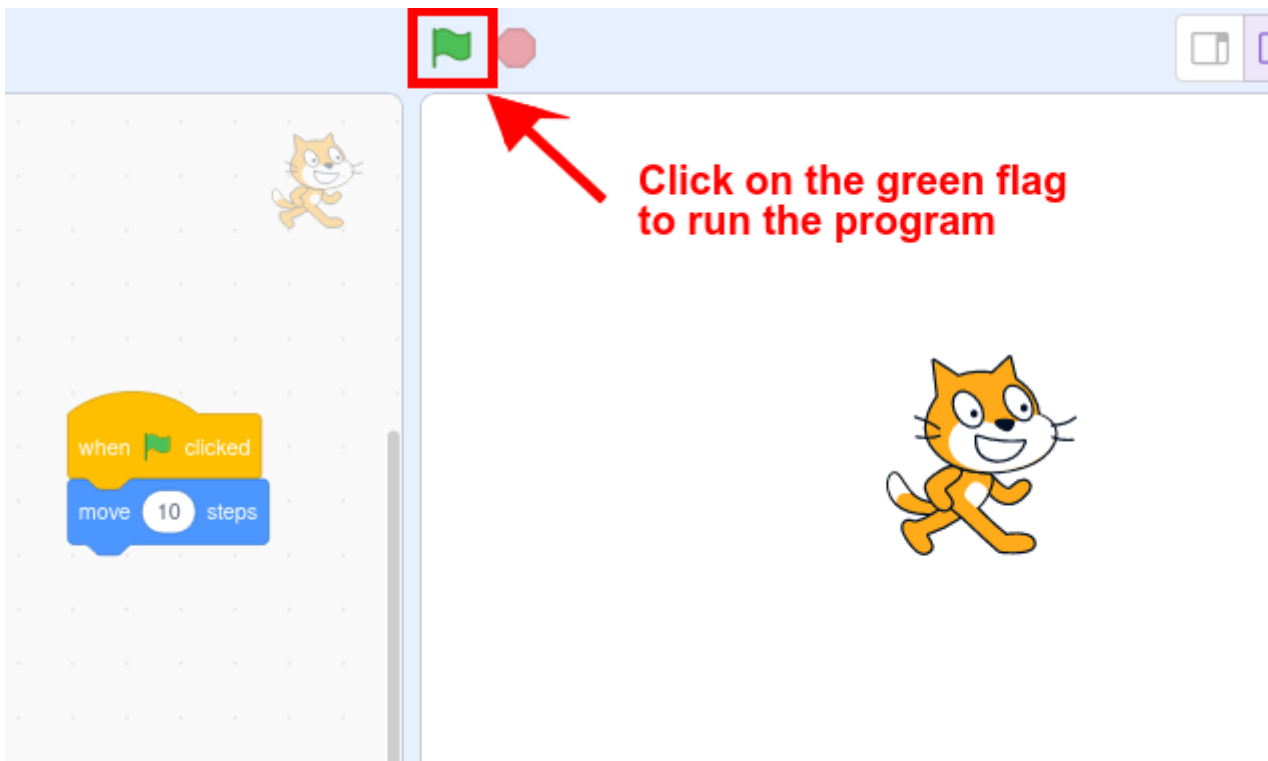 Click on the green flag
to run the program
when clicked
move 10 steps